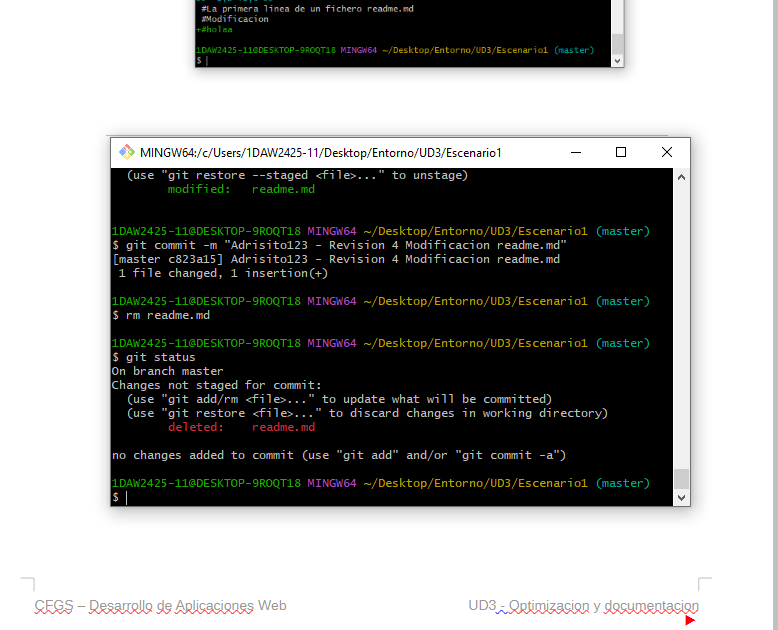 #La primera linea de un fichero readme.md
#Modificacion
+#holaa
1DAW2425-11@DESKTOP-9ROQT18 MINGW64 ~/Desktop/Entorno/UD3/Escenario1 (master)
$
MINGW64:/c/Users/1DAW2425-11/Desktop/Entorno/UD3/Escenario1
(use "git restore --staged <file>..." to unstage)
modified:   readme.md
1DAW2425-11@DESKTOP-9ROQT18 MINGW64 ~/Desktop/Entorno/UD3/Escenario1 (master)
$ git commit -m "Adrisito123 - Revision 4 Modificacion readme.md"
[master c823a15] Adrisito123 - Revision 4 Modificacion readme.md
1 file changed, 1 insertion(+)
1DAW2425-11@DESKTOP-9ROQT18 MINGW64 ~/Desktop/Entorno/UD3/Escenario1 (master)
$ rm readme.md
1DAW2425-11@DESKTOP-9ROQT18 MINGW64 ~/Desktop/Entorno/UD3/Escenario1 (master)
$ git status
On branch master
Changes not staged for commit:
(use "git add/rm <file>..." to update what will be committed)
(use "git restore <file>..." to discard changes in working directory)
deleted:    readme.md
no changes added to commit (use "git add" and/or "git commit -a")
1DAW2425-11@DESKTOP-9ROQT18 MINGW64 ~/Desktop/Entorno/UD3/Escenario1 (master)
$
CFGS – Desarrollo de Aplicaciones Web
UD3 - Optimizacion y documentacion